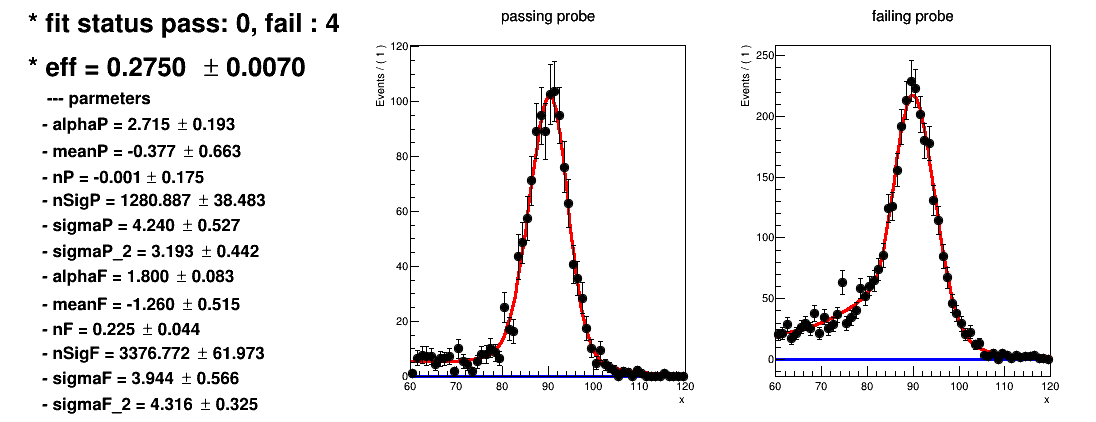 * fit status pass: 0, fail : 4
* eff = 0.2750 ± 0.0070
--- parmeters
- alphaP = 2.715 ± 0.193
- meanP = -0.377 ± 0.663
- nP = -0.001 ± 0.175
- nSigP = 1280.887 ± 38.483
- sigmaP = 4.240 ± 0.527
- sigmaP_2 = 3.193 ± 0.442
- alphaF = 1.800 ± 0.083
- meanF = -1.260 ± 0.515
- nF = 0.225 ± 0.044
- nSigF = 3376.772 ± 61.973
- sigmaF = 3.944 ± 0.566
- sigmaF_2 = 4.316 ± 0.325
passing probe
Events / ( 1 )
120
100
80
60
40
20
0
60 70 80 90 100 110 120
x
failing probe
Events / ( 1 )
250
200
150
100
50
0
60 70 80 90 100 110 120
x